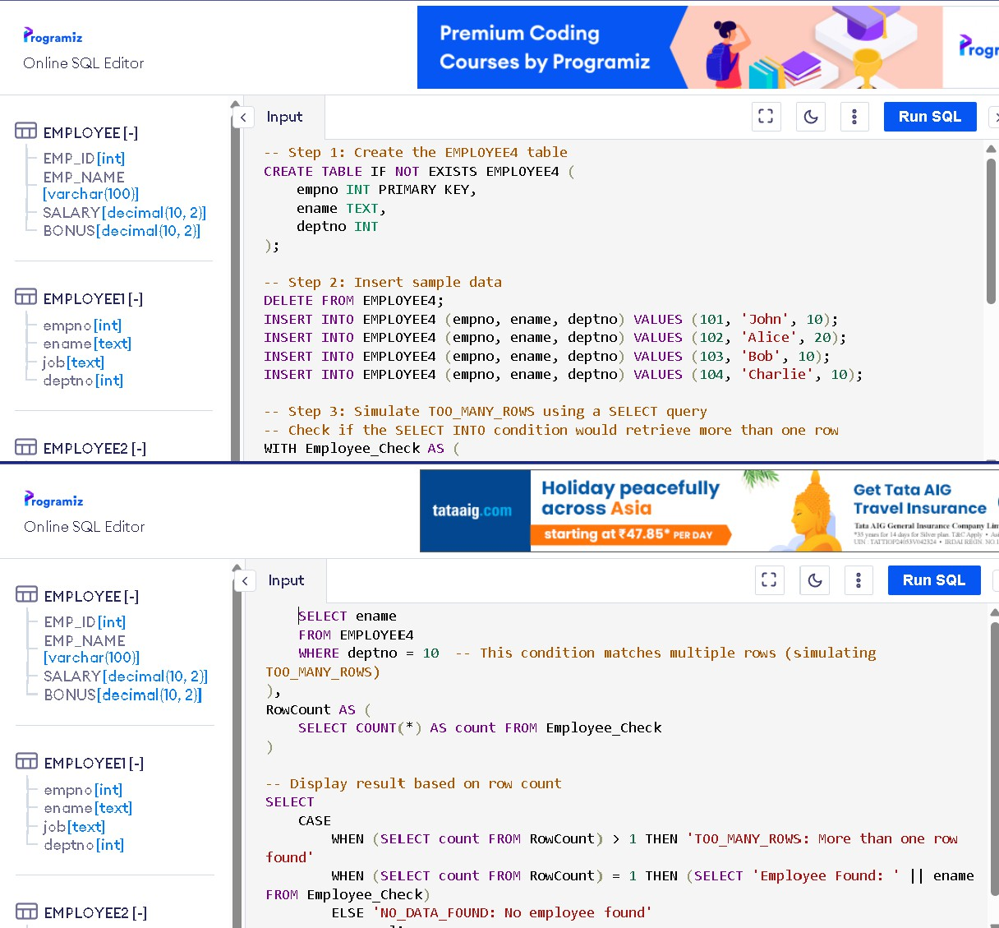 Programiz
Online SQL Editor
Premium Coding
Courses by Programiz
EMPLOYEE [-]
EMP_ID [int]
EMP_NAME
[varchar(100)]
SALARY [decimal(10, 2)]
BONUS [decimal(10, 2)]
EMPLOYEE1 [-]
empno [int]
ename [text]
job [text]
deptno [int]
EMPLOYEE2 [-]
Input
Run SQL
-- Step 1: Create the EMPLOYEE4 table
CREATE TABLE IF NOT EXISTS EMPLOYEE4 (
    empno INT PRIMARY KEY,
    ename TEXT,
    deptno INT
);
-- Step 2: Insert sample data
DELETE FROM EMPLOYEE4;
INSERT INTO EMPLOYEE4 (empno, ename, deptno) VALUES (101, 'John', 10);
INSERT INTO EMPLOYEE4 (empno, ename, deptno) VALUES (102, 'Alice', 20);
INSERT INTO EMPLOYEE4 (empno, ename, deptno) VALUES (103, 'Bob', 10);
INSERT INTO EMPLOYEE4 (empno, ename, deptno) VALUES (104, 'Charlie', 10);
-- Step 3: Simulate TOO_MANY_ROWS using a SELECT query
-- Check if the SELECT INTO condition would retrieve more than one row
WITH Employee_Check AS (
Programiz
Online SQL Editor
tataaig.com
Holiday peacefully
across Asia
starting at ₹47.85* PER DAY
Get Tata AIG
Travel Insurance
Tata AIG General Insurance Company
EMPLOYEE [-]
EMP_ID [int]
EMP_NAME
[varchar(100)]
SALARY [decimal(10, 2)]
BONUS [decimal(10, 2)]
EMPLOYEE1 [-]
empno [int]
ename [text]
job [text]
deptno [int]
EMPLOYEE2 [-]
Input
Run SQL
    SELECT ename
    FROM EMPLOYEE4
    WHERE deptno = 10  -- This condition matches multiple rows (simulating
TOO_MANY_ROWS)
),
RowCount AS (
    SELECT COUNT(*) AS count FROM Employee_Check
)
-- Display result based on row count
SELECT
    CASE
        WHEN (SELECT count FROM RowCount) > 1 THEN 'TOO_MANY_ROWS: More than one row
found'
        WHEN (SELECT count FROM RowCount) = 1 THEN (SELECT 'Employee Found: ' || ename
FROM Employee_Check)
        ELSE 'NO_DATA_FOUND: No employee found'